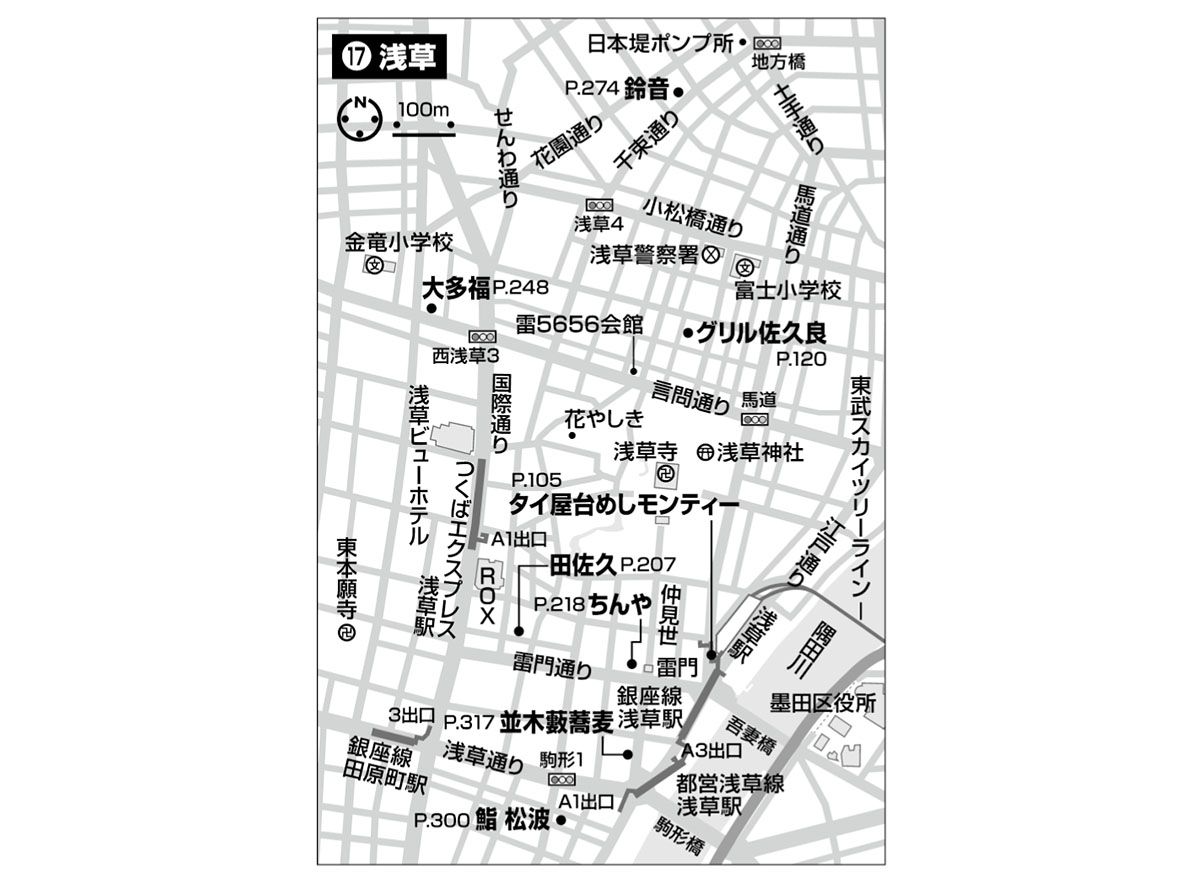 ⑰ 浅草
N
100m
日本堤ポンプ所
地方橋
P.274 鈴音
土手通り
せんわ通り
花園通り
千束通り
馬道通り
浅草4
小松橋通り
金竜小学校
浅草警察署
富士小学校
大多福 P.248
雷5656会館
グリル佐久良
P.120
西浅草3
国際通り
言問通り
馬道
東武スカイツリーライン
浅草ビューホテル
花やしき
浅草寺
浅草神社
つくばエクスプレス
浅草駅
P.105
タイ屋台めしモンティー
江戸通り
A1出口
東本願寺
ROX
田佐久 P.207
P.218 ちんや
仲見世
浅草駅
隅田川
雷門通り
雷門
銀座線
浅草駅
墨田区役所
3出口
P.317 並木藪蕎麦
吾妻橋
銀座線
田原町駅
浅草通り
駒形1
A3出口
都営浅草線
浅草駅
A1出口
P.300 鮨 松波
駒形橋